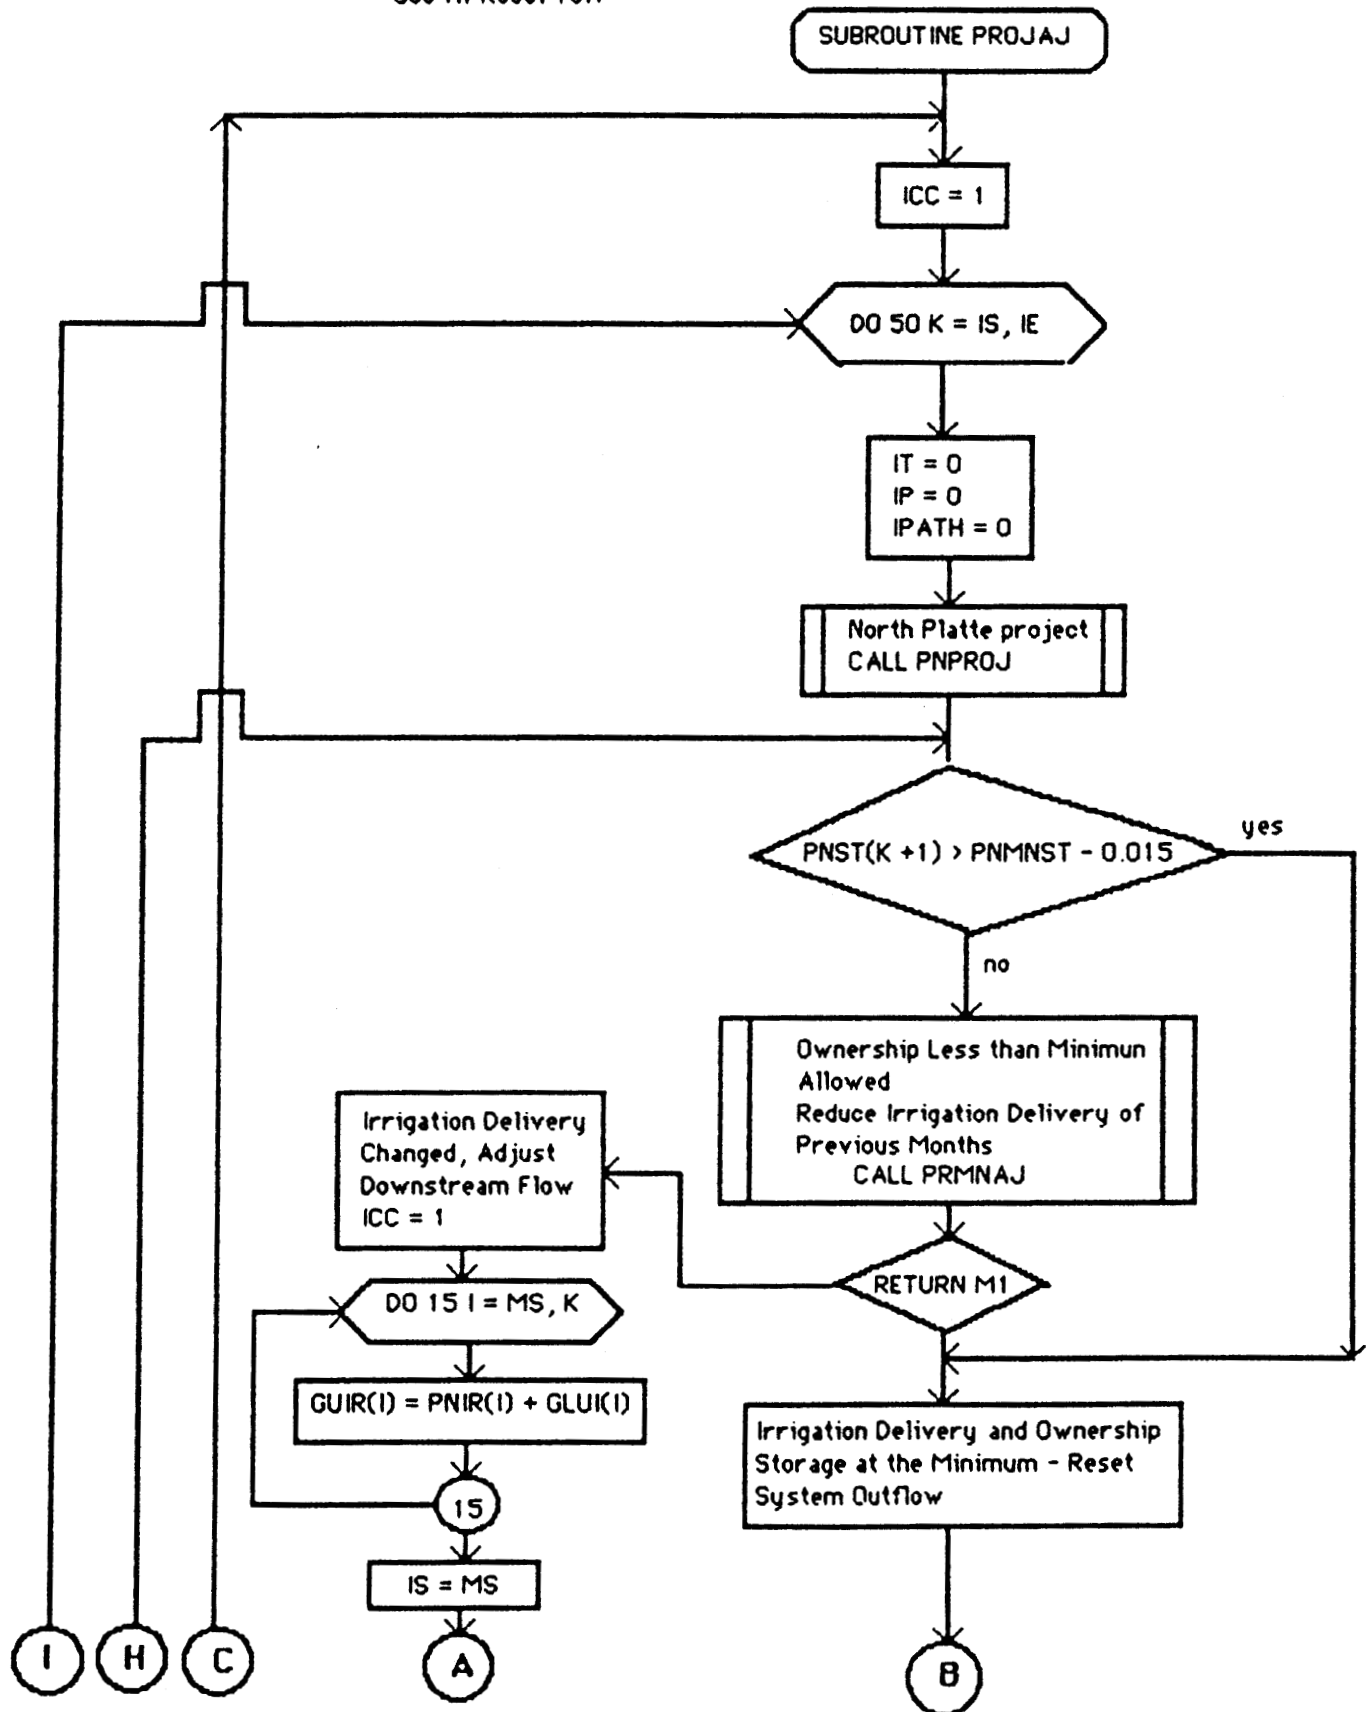 SUBROUTINE PROJAJ
ICC = 1
DO 50 K = IS, IE
IT = 0
IP = 0
IPATH = 0
North Platte project
CALL PNPROJ
PNST(K +1) > PNMNST - 0.015
yes
no
Ownership Less than Minimun
Allowed
Reduce Irrigation Delivery of
Previous Months
CALL PRMNAJ
Irrigation Delivery
Changed, Adjust
Downstream Flow
ICC = 1
RETURN M1
DO 15 I = MS, K
GUIR(I) = PNIR(I) + GLUI(I)
15
IS = MS
Irrigation Delivery and Ownership
Storage at the Minimum - Reset
System Outflow
I
H
C
A
B